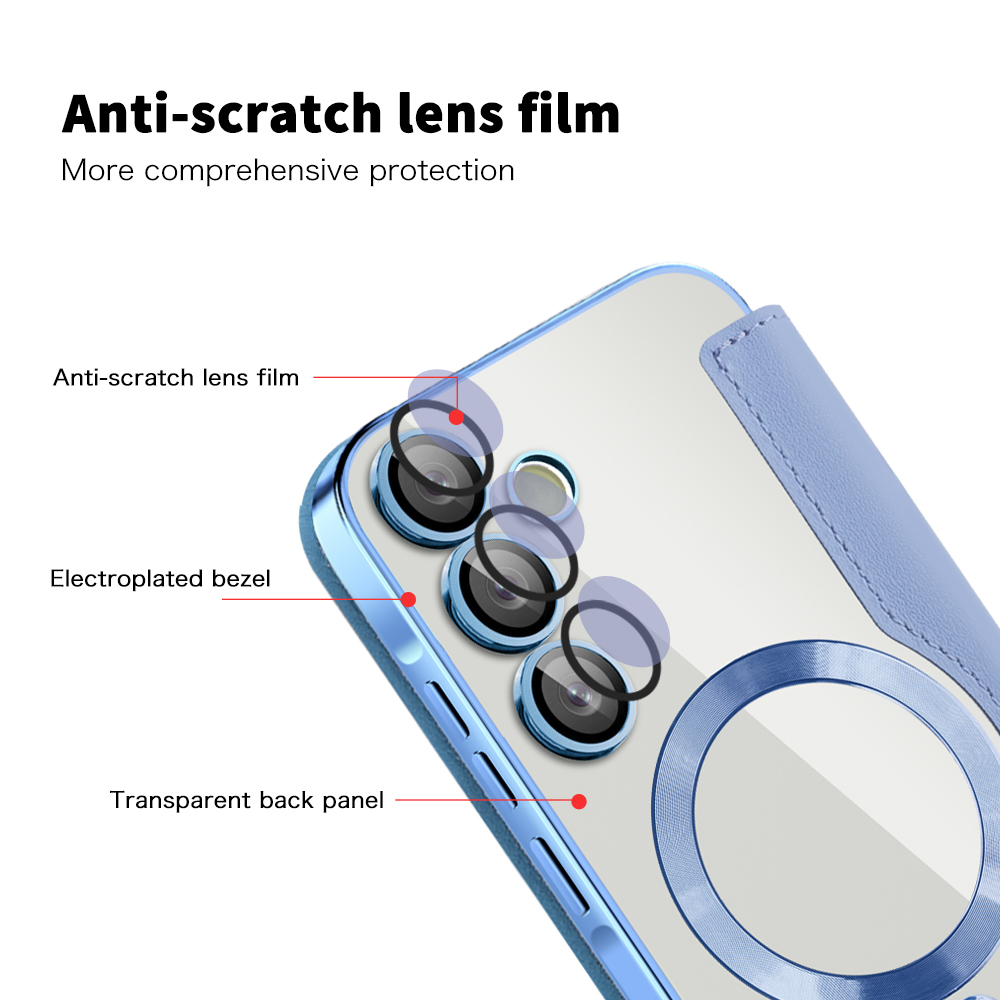 Anti-scratch lens film
More comprehensive protection
Anti-scratch lens film
Electroplated bezel
Transparent back panel